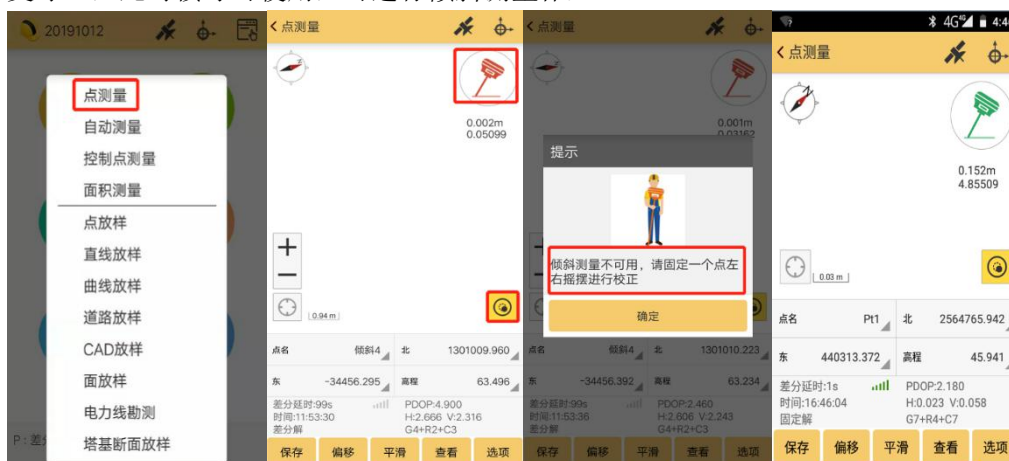 20191012
点测量
自动测量
控制点测量
面积测量
点放样
直线放样
曲线放样
道路放样
CAD放样
面放样
电力线勘测
塔基断面放样
点测量
0.002m
0.05099
0.94 m
点名 倾斜4 北 1301009.960
东 -34456.295 高程 63.496
差分延时:99s PDOP:4.900
时间:11:53:30 H:2.666 V:2.316
差分解 G4+R2+C3
保存 偏移 平滑 查看 选项
点测量
0.001m
0.03162
提示
倾斜测量不可用，请固定一个点左
右摇摆进行校正
确定
点名 倾斜4 北 1301010.223
东 -34456.392 高程 63.234
差分延时:99s PDOP:2.460
时间:11:53:36 H:2.606 V:2.243
差分解 G4+R2+C3
保存 偏移 平滑 查看 选项
4G
点测量
0.152m
4.85509
0.03 m
点名 Pt1 北 2564765.942
东 440313.372 高程 45.941
差分延时:1s PDOP:2.180
时间:16:46:04 H:0.023 V:0.058
固定解 G7+R4+C7
保存 偏移 平滑 查看 选项